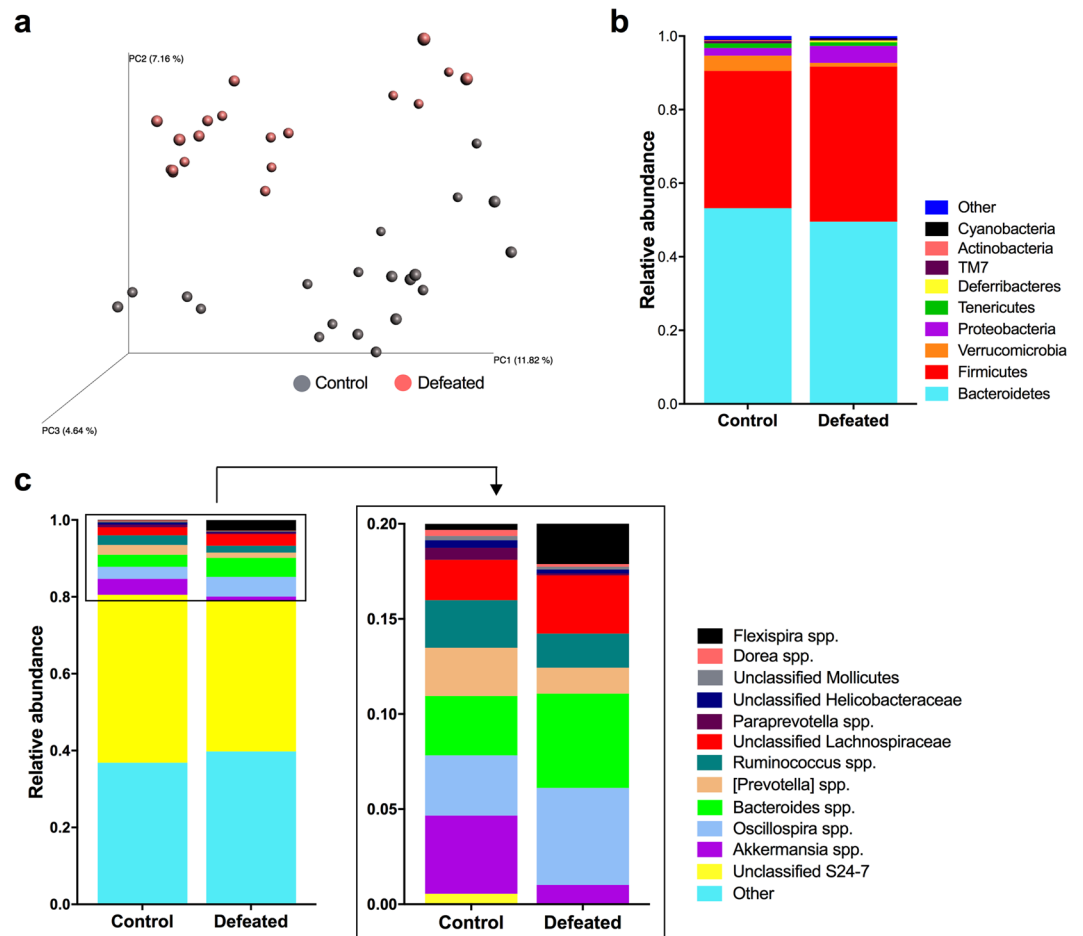 a
PC2 (7.16 %)
PC1 (11.82 %)
PC3 (4.64 %)
Control
Defeated
b
Relative abundance
1.0
0.8
0.6
0.4
0.2
0.0
Control
Defeated
Other
Cyanobacteria
Actinobacteria
TM7
Deferribacteres
Tenericutes
Proteobacteria
Verrucomicrobia
Firmicutes
Bacteroidetes
c
Relative abundance
1.0
0.8
0.6
0.4
0.2
0.0
Control
Defeated
0.20
0.15
0.10
0.05
0.00
Control
Defeated
Flexispira spp.
Dorea spp.
Unclassified Mollicutes
Unclassified Helicobacteraceae
Paraprevotella spp.
Unclassified Lachnospiraceae
Ruminococcus spp.
[Prevotella] spp.
Bacteroides spp.
Oscillospira spp.
Akkermansia spp.
Unclassified S24-7
Other